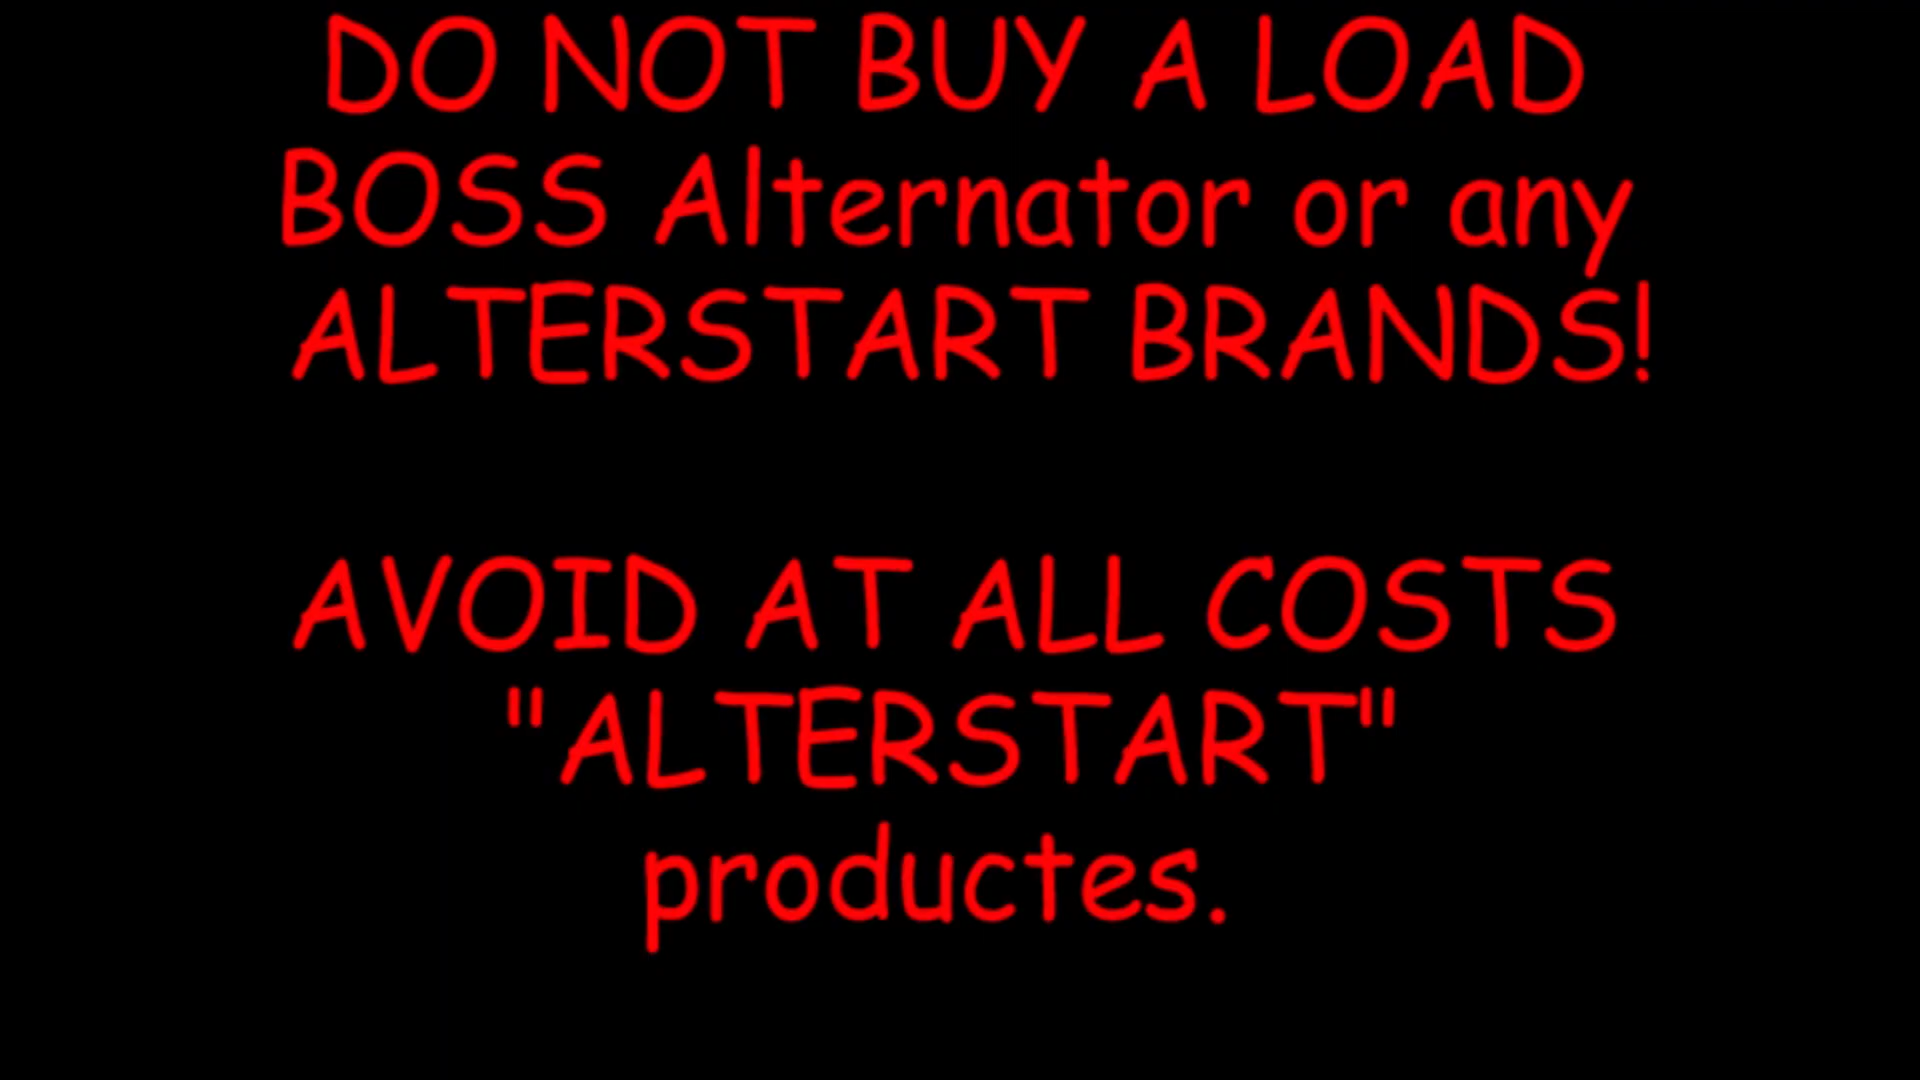 DO NOT BUY A LOAD
BOSS Alternator or any
ALTERSTART BRANDS!
AVOID AT ALL COSTS
"ALTERSTART"
productes.